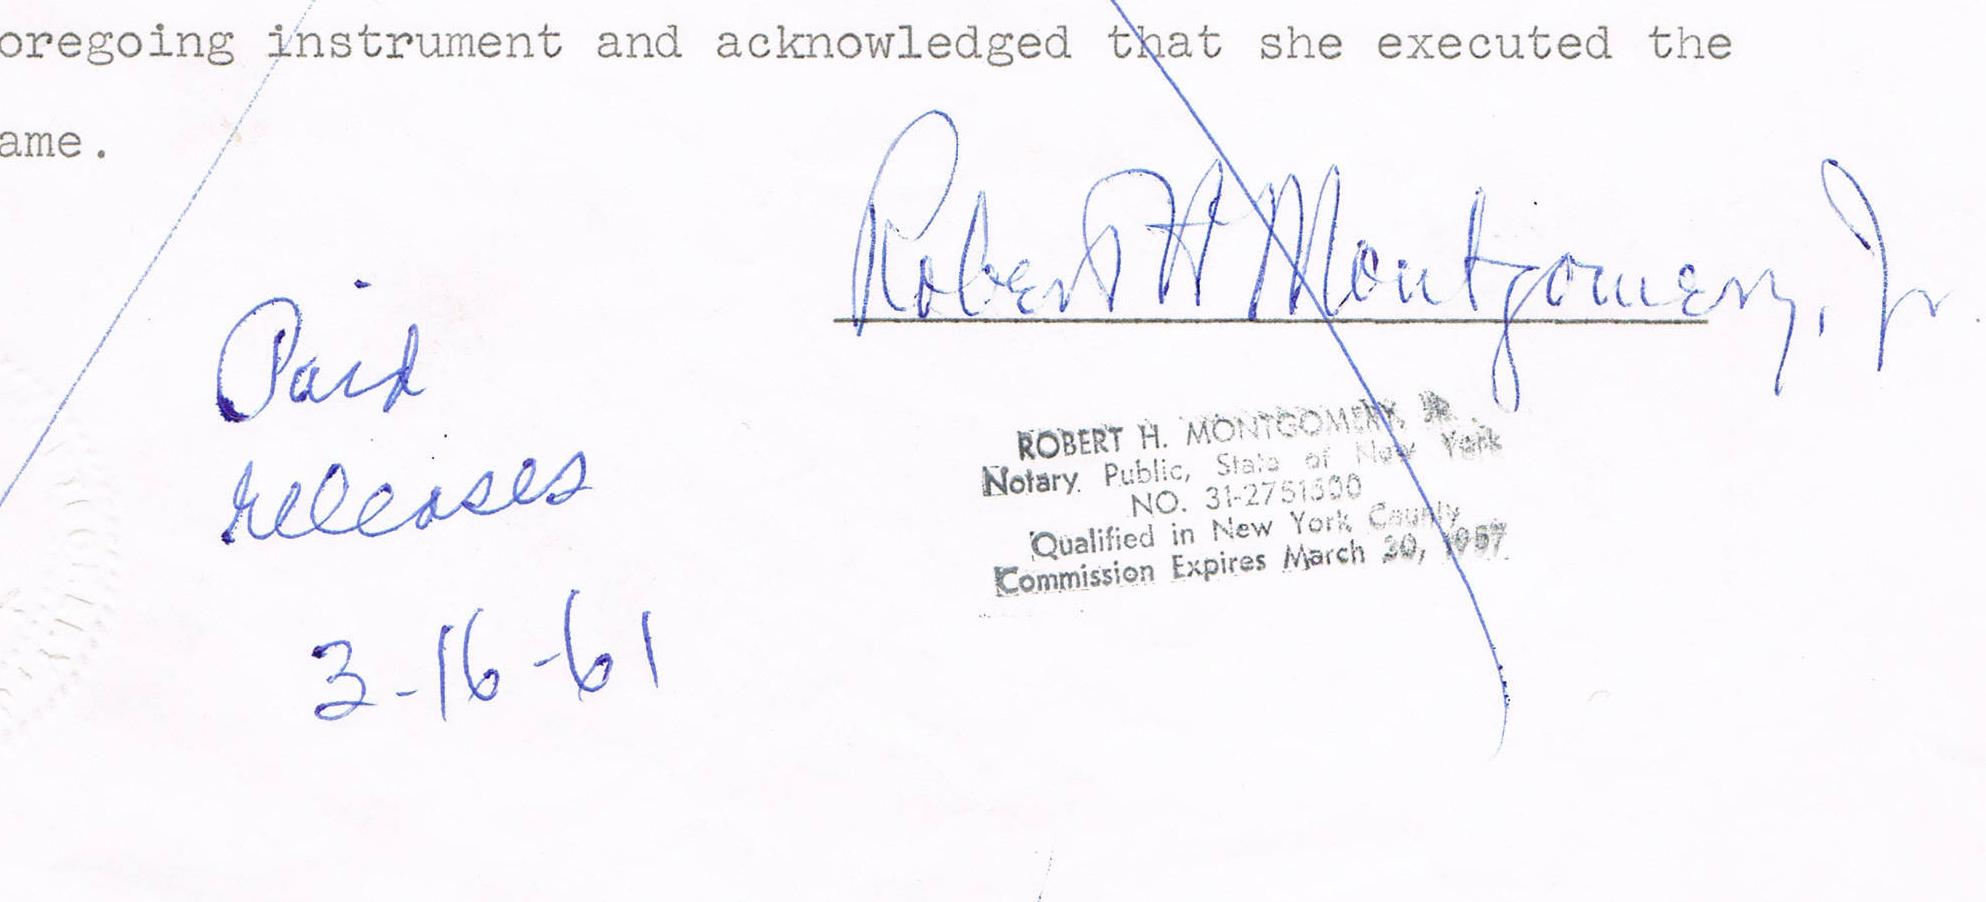 oregoing instrument and acknowledged that she executed the
ame.
Robert H Montgomery, Jr.
Paid
releases
3-16-61
ROBERT H. MONTGOMERY, JR.
Notary Public, State of New York
NO. 31-2751500
Qualified in New York County
Commission Expires March 30, 1957